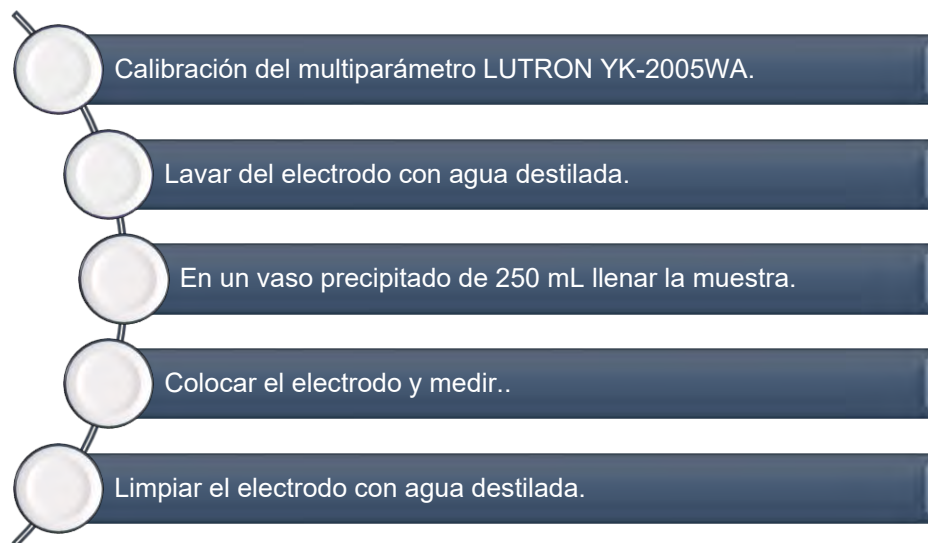 Calibración del multiparámetro LUTRON YK-2005WA.
Lavar del electrodo con agua destilada.
En un vaso precipitado de 250 mL llenar la muestra.
Colocar el electrodo y medir..
Limpiar el electrodo con agua destilada.